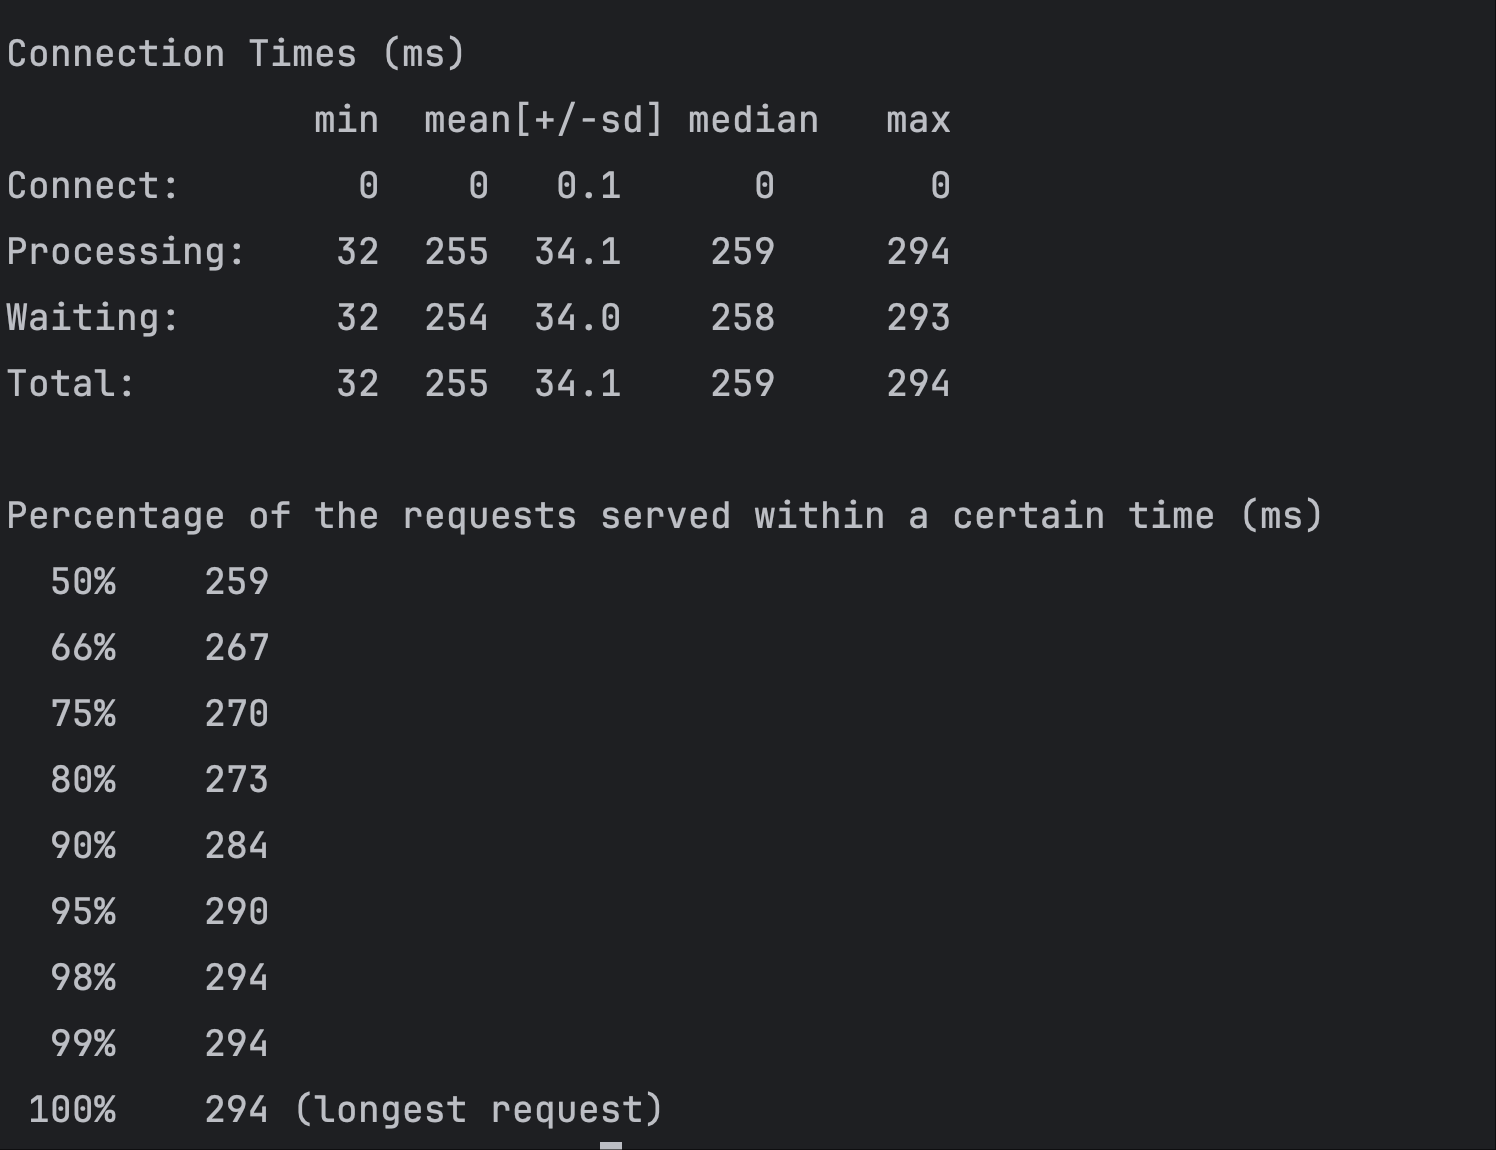 Connection Times (ms)
              min  mean[+/-sd] median   max
Connect:        0    0   0.1      0       0
Processing:    32  255  34.1    259     294
Waiting:       32  254  34.0    258     293
Total:         32  255  34.1    259     294

Percentage of the requests served within a certain time (ms)
  50%    259
  66%    267
  75%    270
  80%    273
  90%    284
  95%    290
  98%    294
  99%    294
 100%    294 (longest request)